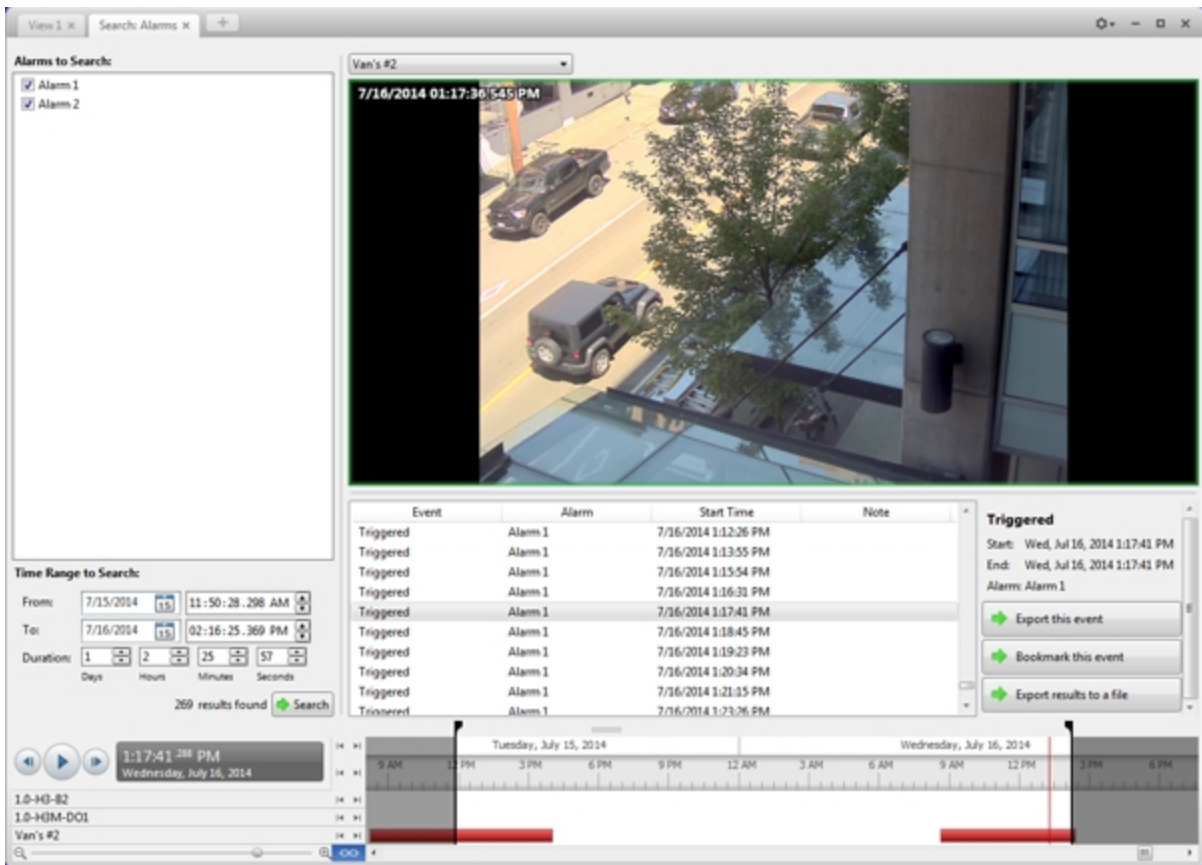 View 1 ×
Search: Alarms ×
+
Alarms to Search:
Alarm 1
Alarm 2
Van's #2
7/16/2014 01:17:36.545 PM
Event Alarm Start Time Note
Triggered Alarm 1 7/16/2014 1:12:26 PM
Triggered Alarm 1 7/16/2014 1:13:55 PM
Triggered Alarm 1 7/16/2014 1:15:54 PM
Triggered Alarm 1 7/16/2014 1:16:31 PM
Triggered Alarm 1 7/16/2014 1:17:41 PM
Triggered Alarm 1 7/16/2014 1:18:45 PM
Triggered Alarm 1 7/16/2014 1:19:23 PM
Triggered Alarm 1 7/16/2014 1:20:34 PM
Triggered Alarm 1 7/16/2014 1:21:15 PM
Triggered Alarm 1 7/16/2014 1:23:26 PM
Triggered
Start: Wed, Jul 16, 2014 1:17:41 PM
End: Wed, Jul 16, 2014 1:17:41 PM
Alarm: Alarm 1
Export this event
Bookmark this event
Export results to a file
Time Range to Search:
From: 7/15/2014 15 11:50:28.298 AM
To: 7/16/2014 15 02:16:25.369 PM
Duration: 1 2 25 57
Days Hours Minutes Seconds
269 results found Search
1:17:41.288 PM
Wednesday, July 16, 2014
Tuesday, July 15, 2014 Wednesday, July 16, 2014
9 AM 12 PM 3 PM 6 PM 9 PM 12 AM 3 AM 6 AM 9 AM 12 PM 3 PM 6 PM
1.0-H3-B2
1.0-H3M-DO1
Van's #2